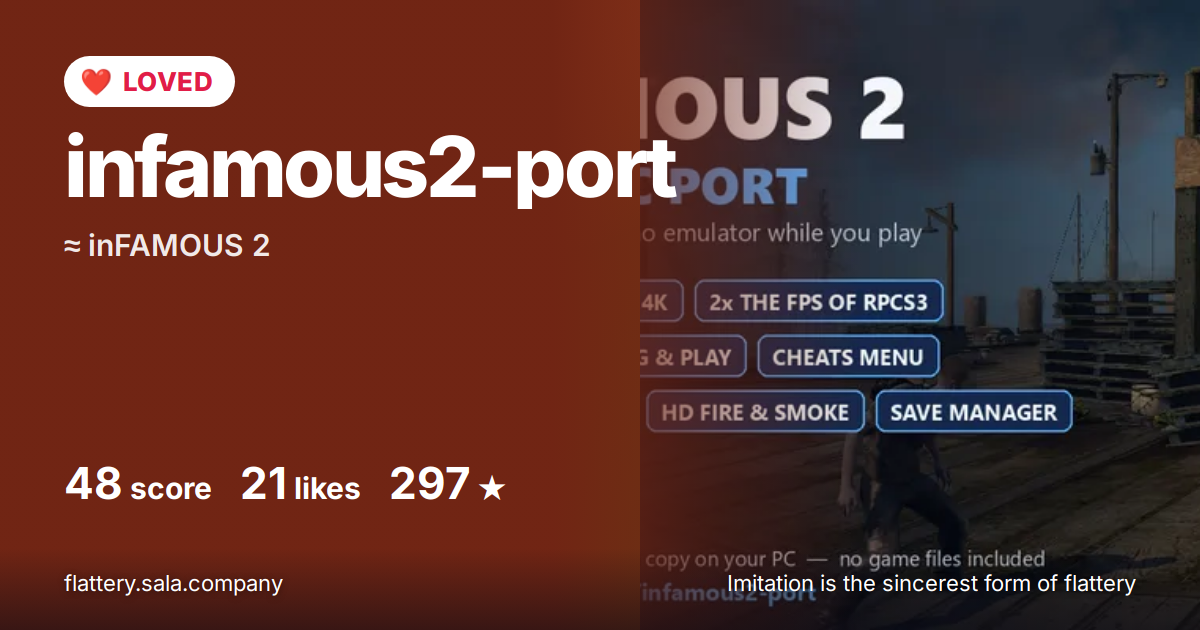 ❤️ LOVED
infamous2-port
≈ inFAMOUS 2
48 score 21 likes 297 ★
flattery.sala.company
OUS 2
PORT
o emulator while you play
4K 2x THE FPS OF RPCS3
& PLAY CHEATS MENU
HD FIRE & SMOKE SAVE MANAGER
copy on your PC — no game files included
infamous2-port
Imitation is the sincerest form of flattery